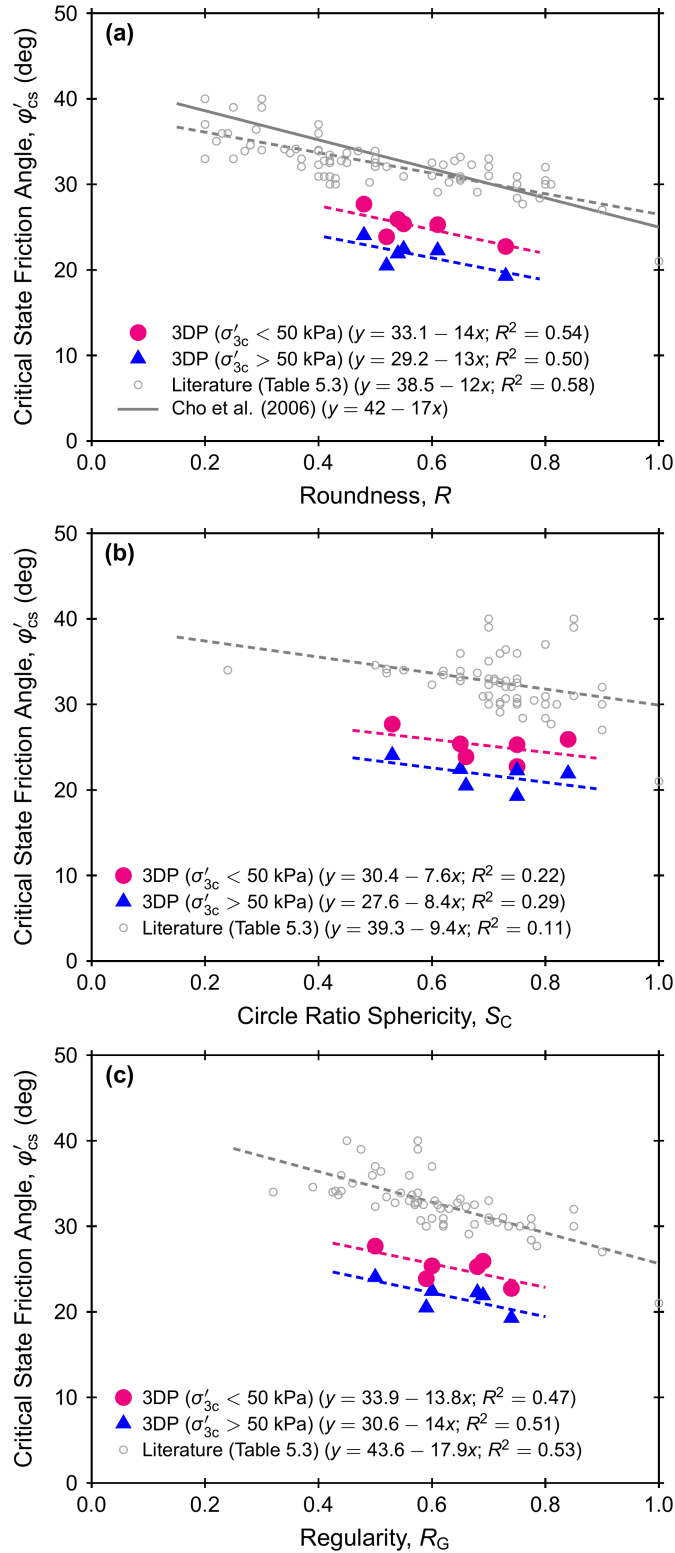 50
(a)
40
30
20
10
0
Critical State Friction Angle, φ′cs (deg)
3DP (σ′3c < 50 kPa) (y = 33.1 − 14x; R² = 0.54)
3DP (σ′3c > 50 kPa) (y = 29.2 − 13x; R² = 0.50)
Literature (Table 5.3) (y = 38.5 − 12x; R² = 0.58)
Cho et al. (2006) (y = 42 − 17x)
0.0 0.2 0.4 0.6 0.8 1.0
Roundness, R
50
(b)
40
30
20
10
0
Critical State Friction Angle, φ′cs (deg)
3DP (σ′3c < 50 kPa) (y = 30.4 − 7.6x; R² = 0.22)
3DP (σ′3c > 50 kPa) (y = 27.6 − 8.4x; R² = 0.29)
Literature (Table 5.3) (y = 39.3 − 9.4x; R² = 0.11)
0.0 0.2 0.4 0.6 0.8 1.0
Circle Ratio Sphericity, SC
50
(c)
40
30
20
10
0
Critical State Friction Angle, φ′cs (deg)
3DP (σ′3c < 50 kPa) (y = 33.9 − 13.8x; R² = 0.47)
3DP (σ′3c > 50 kPa) (y = 30.6 − 14x; R² = 0.51)
Literature (Table 5.3) (y = 43.6 − 17.9x; R² = 0.53)
0.0 0.2 0.4 0.6 0.8 1.0
Regularity, RG